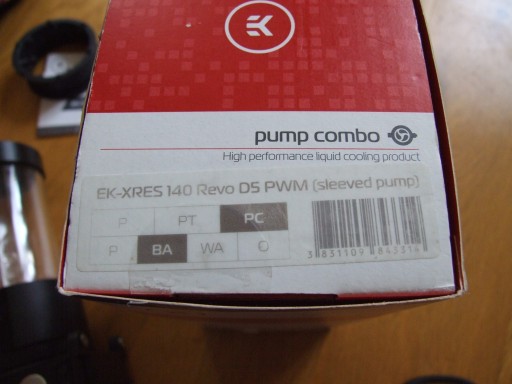 EK
pump combo
High performance liquid cooling product
EK-XRES 140 Revo D5 PWM (sleeved pump)
P PT PC
P BA WA O